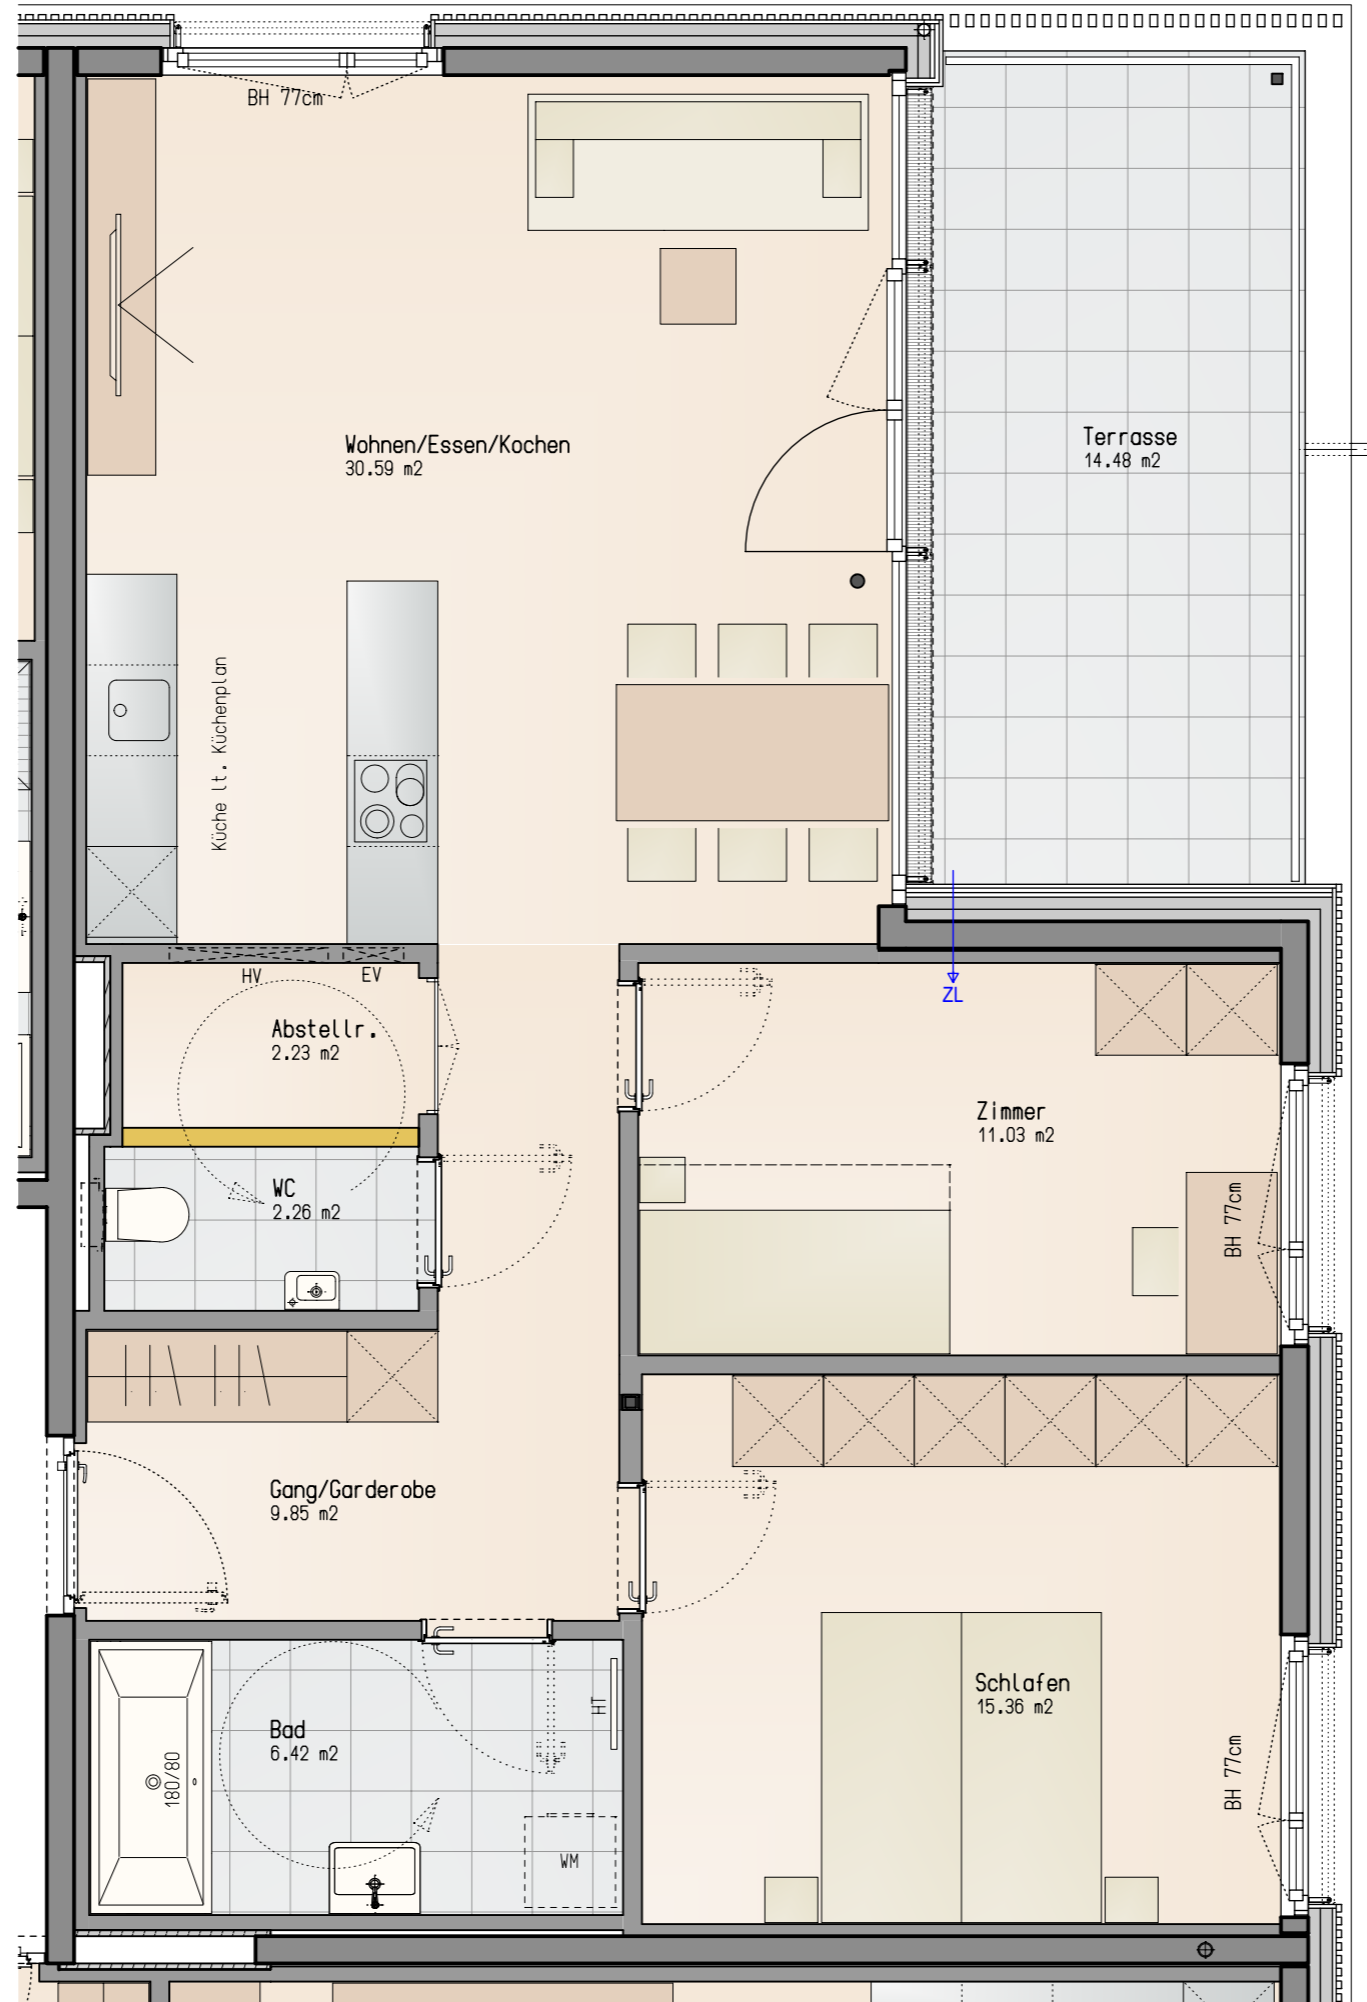 BH 77cm
Wohnen/Essen/Kochen
30.59 m2
Terrasse
14.48 m2
Küche lt. Küchenplan
HV
EV
ZL
Abstellr.
2.23 m2
Zimmer
11.03 m2
WC
2.26 m2
BH 77cm
Gang/Garderobe
9.85 m2
Schlafen
15.36 m2
HT
Bad
6.42 m2
180/80
BH 77cm
WM